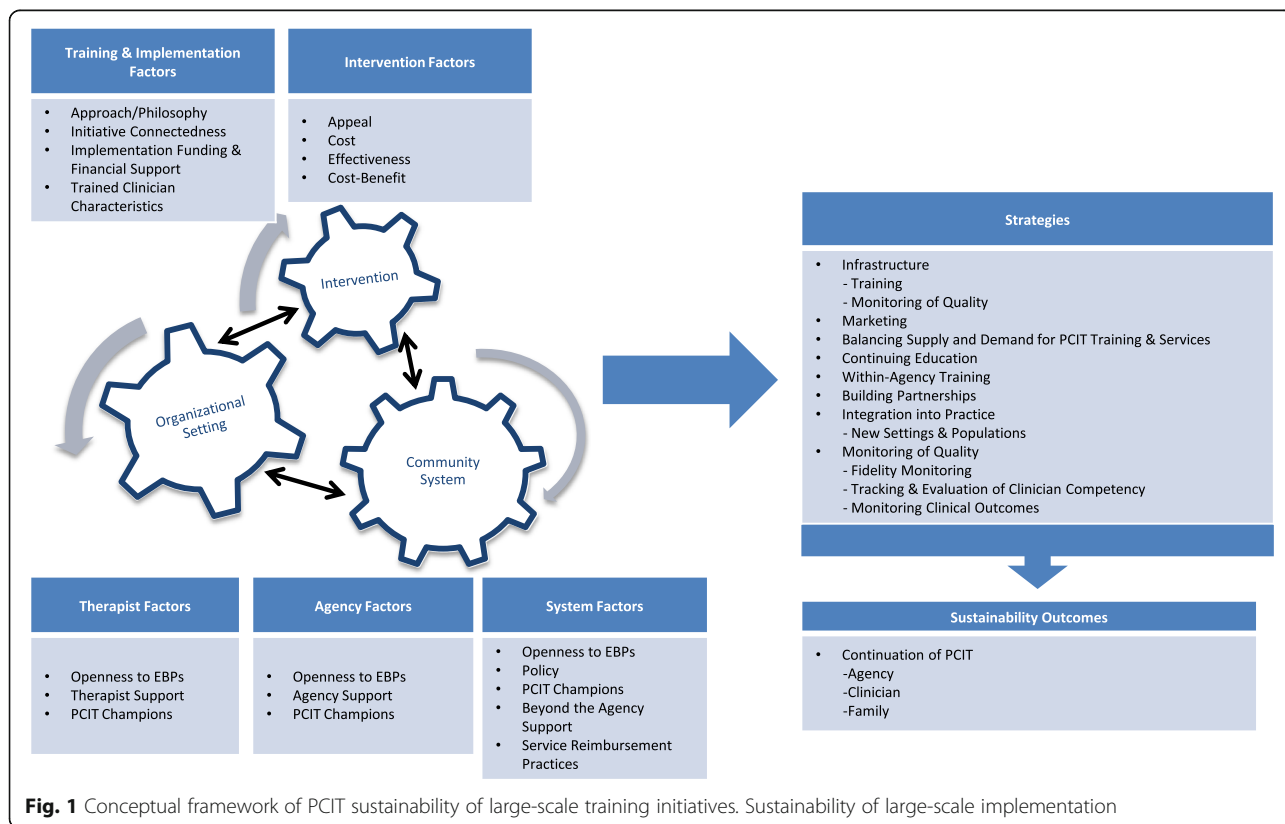 Training & Implementation
Factors
• Approach/Philosophy
• Initiative Connectedness
• Implementation Funding &
Financial Support
• Trained Clinician
Characteristics
Intervention Factors
• Appeal
• Cost
• Effectiveness
• Cost-Benefit
Intervention
Organizational
Setting
Community
System
Therapist Factors
• Openness to EBPs
• Therapist Support
• PCIT Champions
Agency Factors
• Openness to EBPs
• Agency Support
• PCIT Champions
System Factors
• Openness to EBPs
• Policy
• PCIT Champions
• Beyond the Agency
Support
• Service Reimbursement
Practices
Strategies
• Infrastructure
- Training
- Monitoring of Quality
• Marketing
• Balancing Supply and Demand for PCIT Training & Services
• Continuing Education
• Within-Agency Training
• Building Partnerships
• Integration into Practice
- New Settings & Populations
• Monitoring of Quality
- Fidelity Monitoring
- Tracking & Evaluation of Clinician Competency
- Monitoring Clinical Outcomes
Sustainability Outcomes
• Continuation of PCIT
-Agency
-Clinician
-Family
Fig. 1 Conceptual framework of PCIT sustainability of large-scale training initiatives. Sustainability of large-scale implementation